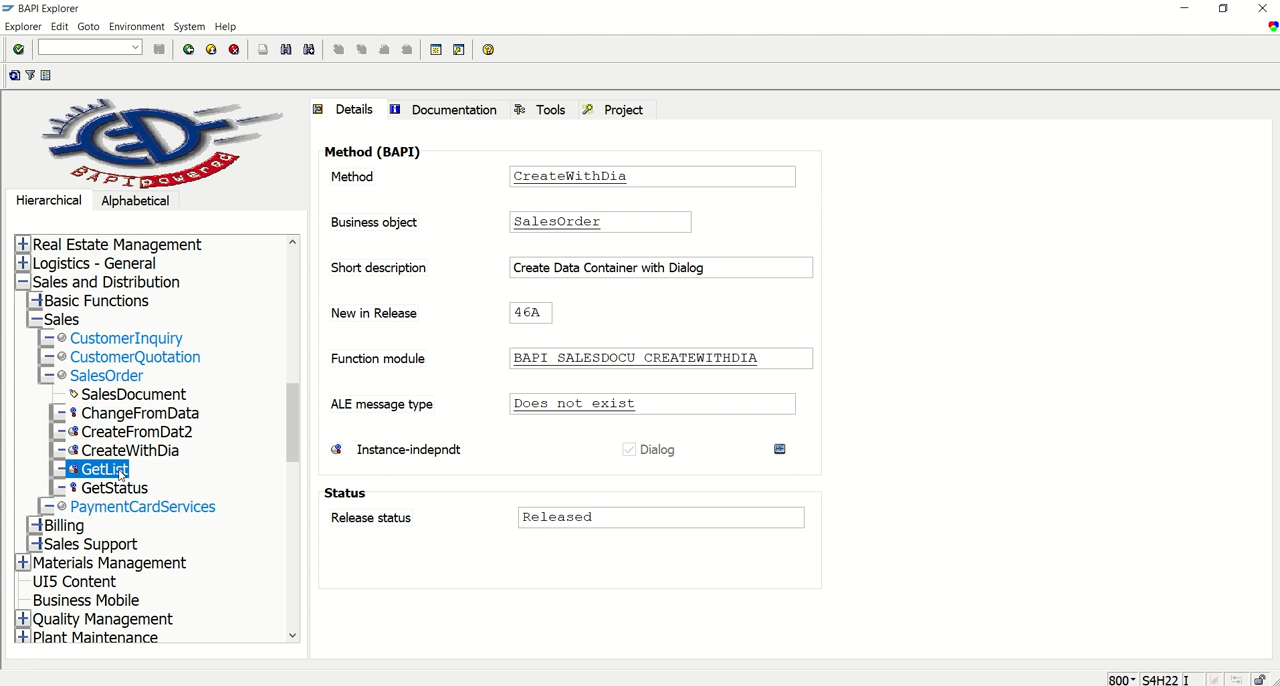 BAPI Explorer
Explorer Edit Goto Environment System Help
BAPI powered
Details Documentation Tools Project
Hierarchical Alphabetical
Real Estate Management
Logistics - General
Sales and Distribution
Basic Functions
Sales
CustomerInquiry
CustomerQuotation
SalesOrder
SalesDocument
ChangeFromData
CreateFromDat2
CreateWithDia
GetList
GetStatus
PaymentCardServices
Billing
Sales Support
Materials Management
UI5 Content
Business Mobile
Quality Management
Plant Maintenance
Method (BAPI)
Method CreateWithDia
Business object SalesOrder
Short description Create Data Container with Dialog
New in Release 46A
Function module BAPI SALESDOCU CREATEWITHDIA
ALE message type Does not exist
Instance-indepndt Dialog
Status
Release status Released
800 S4H22 I